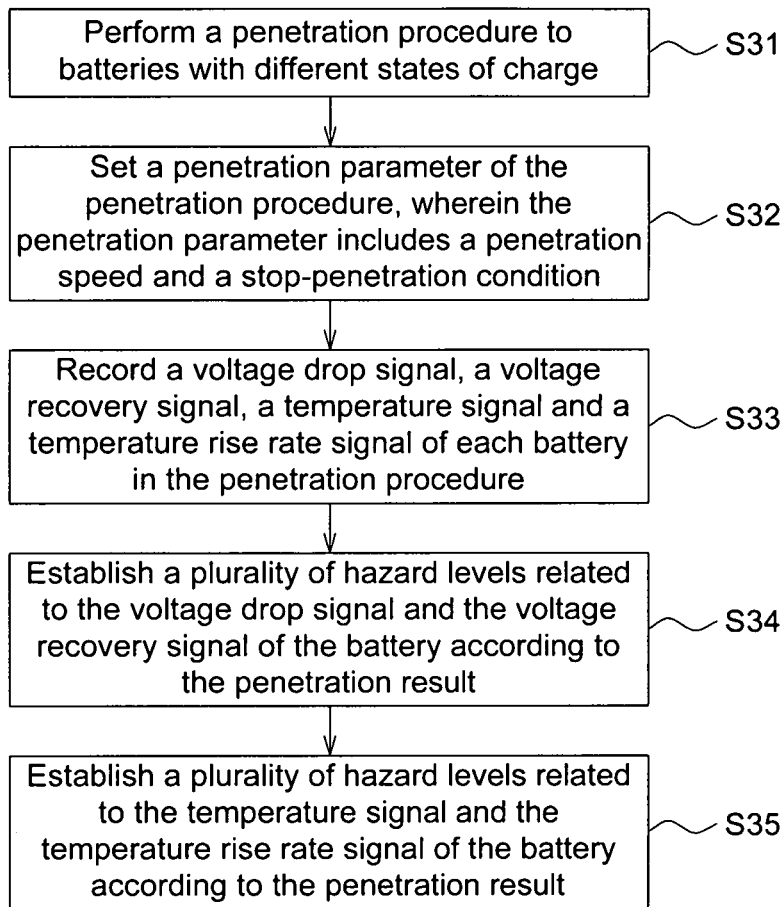 Perform a penetration procedure to
batteries with different states of charge
S31
Set a penetration parameter of the
penetration procedure, wherein the
penetration parameter includes a penetration
speed and a stop-penetration condition
S32
Record a voltage drop signal, a voltage
recovery signal, a temperature signal and a
temperature rise rate signal of each battery
in the penetration procedure
S33
Establish a plurality of hazard levels related
to the voltage drop signal and the voltage
recovery signal of the battery according to
the penetration result
S34
Establish a plurality of hazard levels related
to the temperature signal and the
temperature rise rate signal of the battery
according to the penetration result
S35